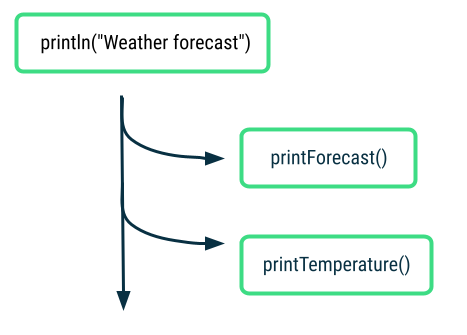 println("Weather forecast")
printForecast()
printTemperature()